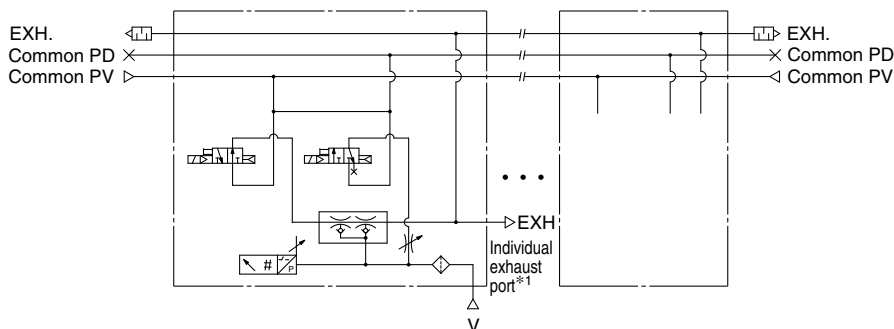 EXH.
Common PD
Common PV
EXH.
Common PD
Common PV
EXH
Individual
exhaust
port*1
#
P
V